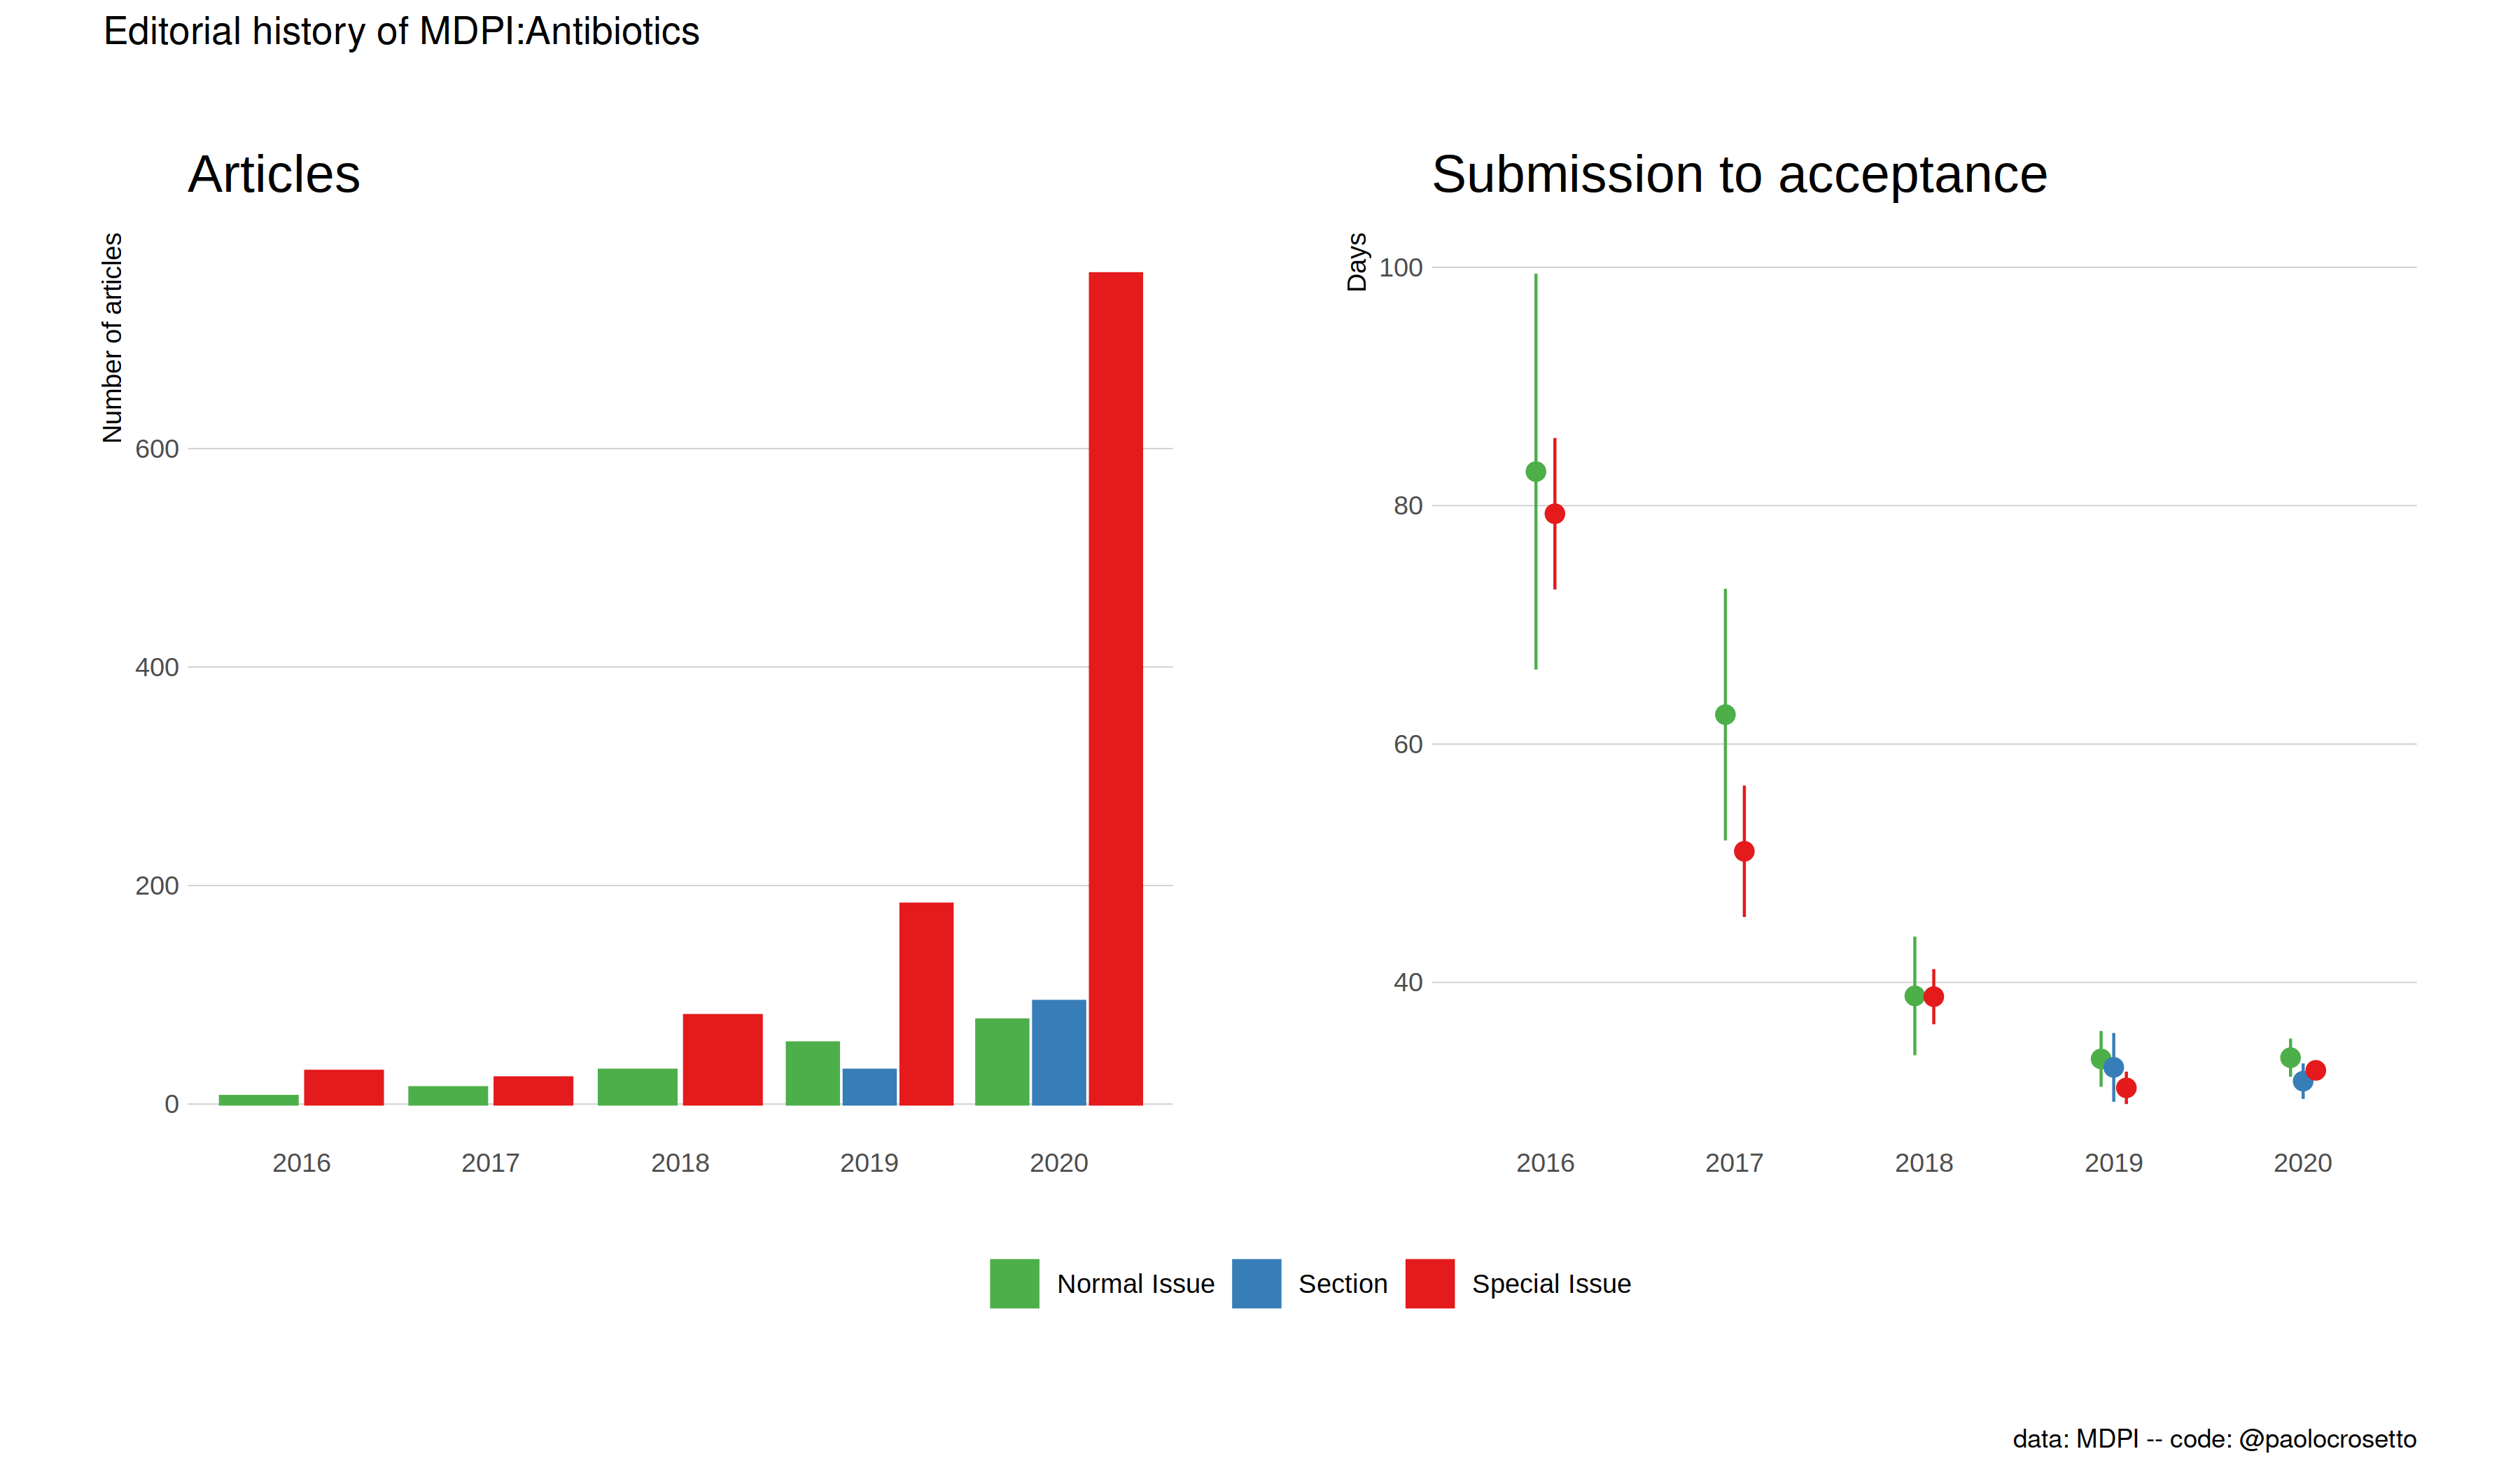 Editorial history of MDPI:Antibiotics
Articles
Number of articles
600
400
200
0
2016 2017 2018 2019 2020
Submission to acceptance
Days
100
80
60
40
2016 2017 2018 2019 2020
Normal Issue Section Special Issue
data: MDPI -- code: @paolocrosetto